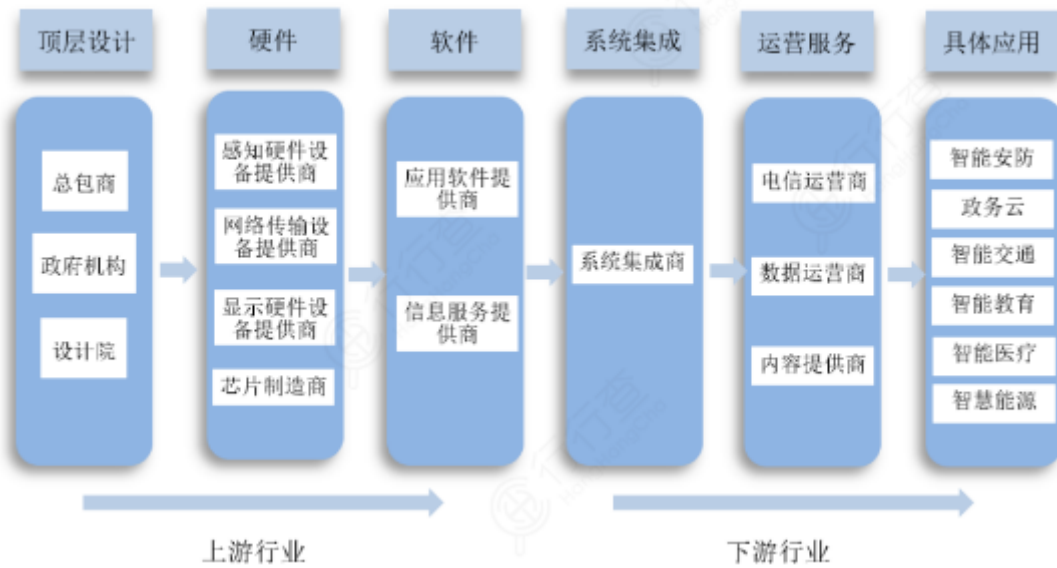 顶层设计
硬件
软件
系统集成
运营服务
具体应用
总包商
政府机构
设计院
感知硬件设
备提供商
网络传输设
备提供商
显示硬件设
备提供商
芯片制造商
应用软件提
供商
信息服务提
供商
系统集成商
电信运营商
数据运营商
内容提供商
智能安防
政务云
智能交通
智能教育
智能医疗
智慧能源
上游行业
下游行业
行行查